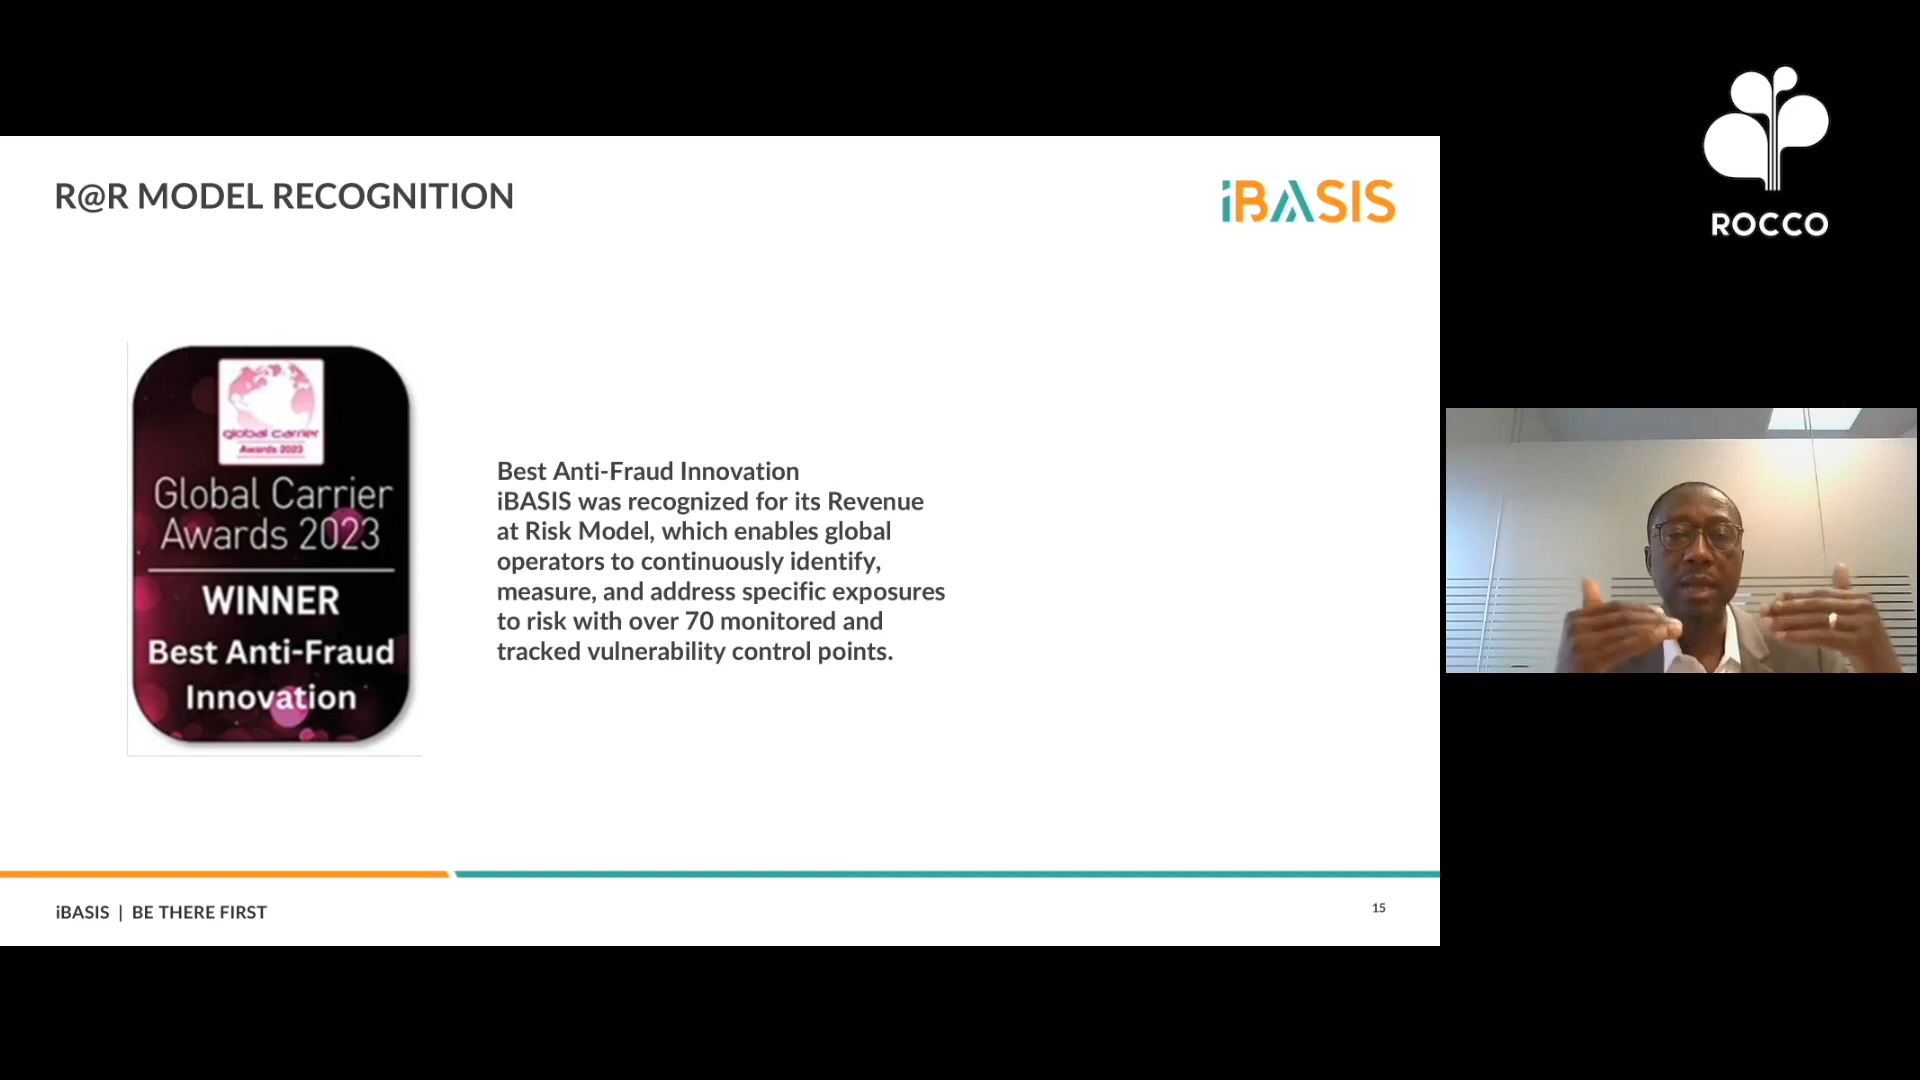 R@R MODEL RECOGNITION
iBASIS
ROCCO
global carrier
Awards 2023
Global Carrier
Awards 2023
WINNER
Best Anti-Fraud
Innovation
Best Anti-Fraud Innovation
iBASIS was recognized for its Revenue
at Risk Model, which enables global
operators to continuously identify,
measure, and address specific exposures
to risk with over 70 monitored and
tracked vulnerability control points.
iBASIS | BE THERE FIRST
15